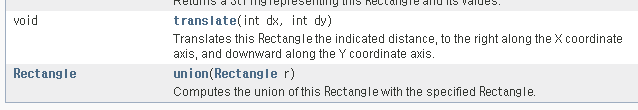 Returns a String representing this Rectangle and its values.
void translate(int dx, int dy)
Translates this Rectangle the indicated distance, to the right along the X coordinate
axis, and downward along the Y coordinate axis.
Rectangle union(Rectangle r)
Computes the union of this Rectangle with the specified Rectangle.